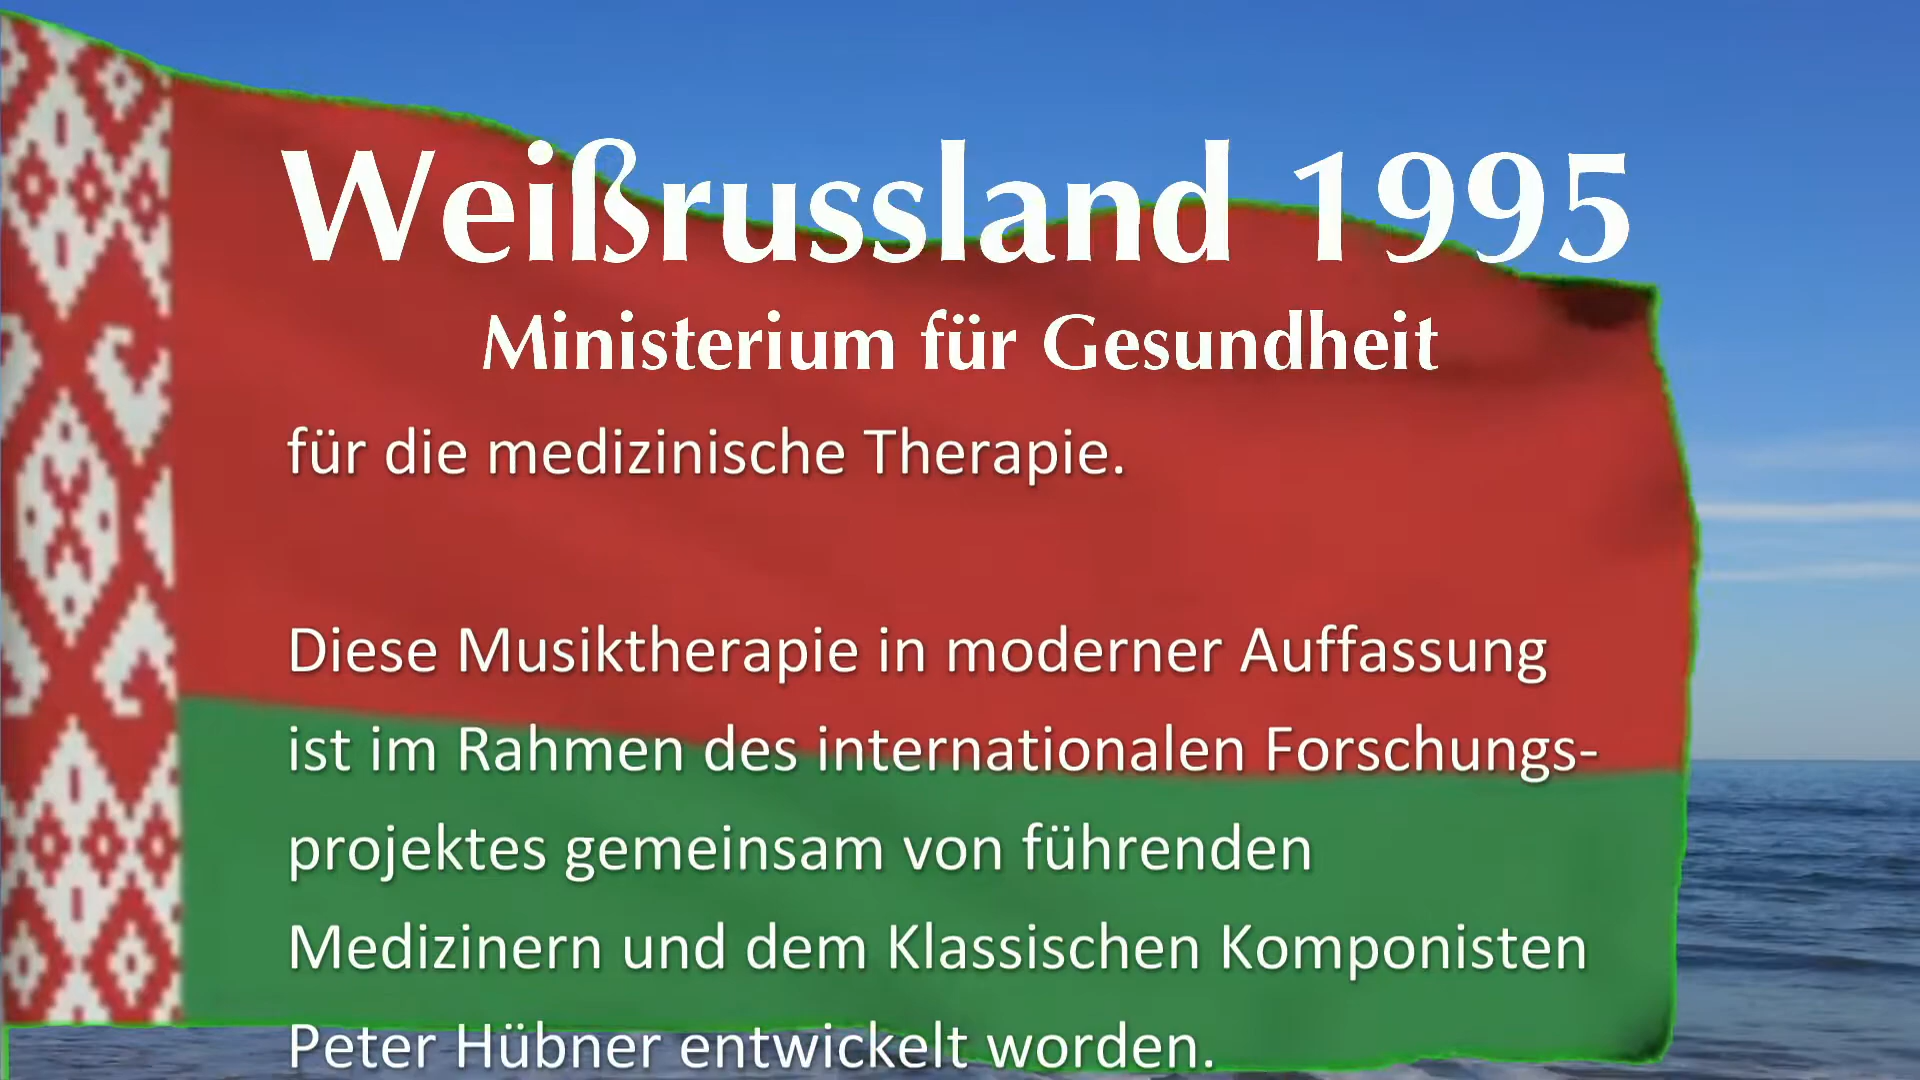 Weißrussland 1995
Ministerium für Gesundheit
für die medizinische Therapie.
Diese Musiktherapie in moderner Auffassung
ist im Rahmen des internationalen Forschungs-
projektes gemeinsam von führenden
Medizinern und dem Klassischen Komponisten
Peter Hübner entwickelt worden.